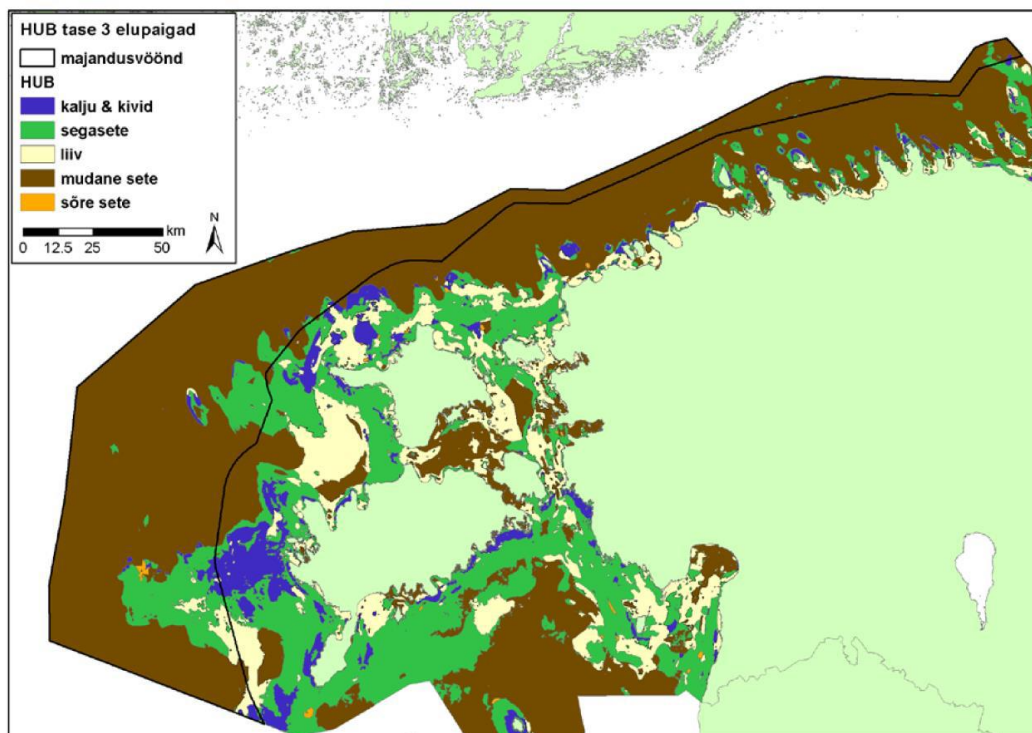 HUB tase 3 elupaigad
majandusvöönd
HUB
kalju & kivid
segasete
liiv
mudane sete
sõre sete
km
N
0 12.5 25 50